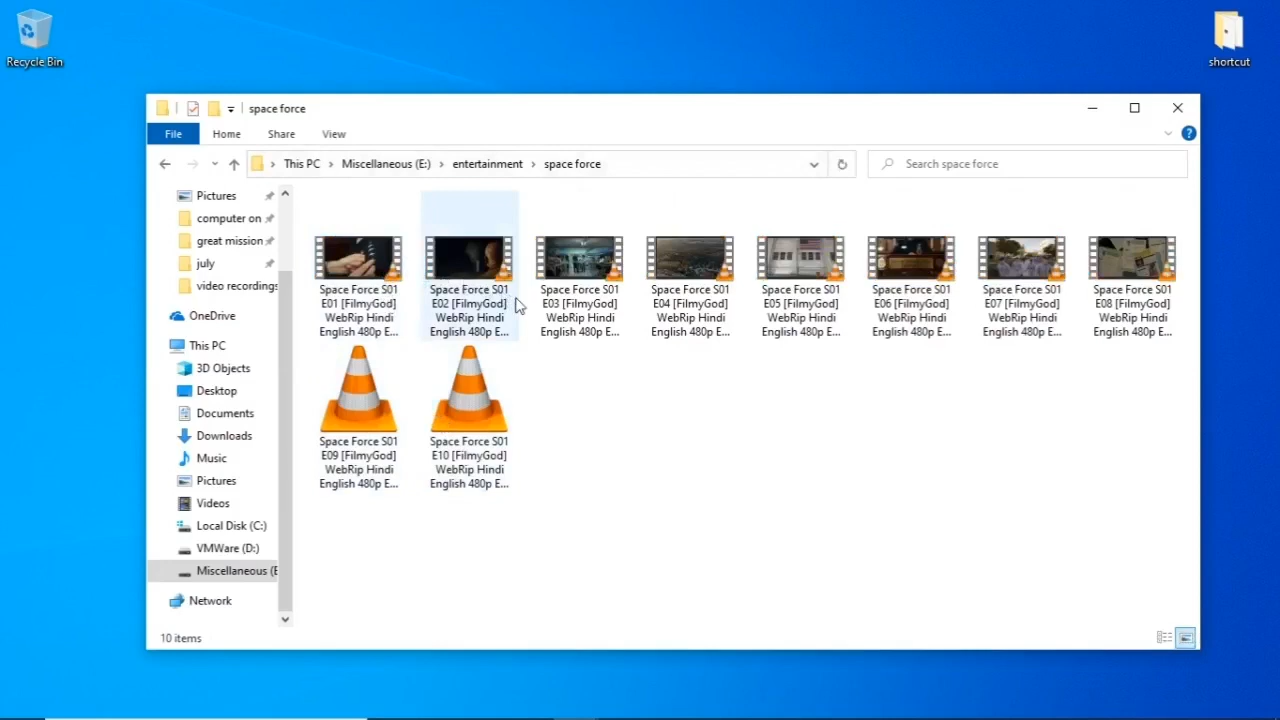 Recycle Bin
shortcut
space force
File Home Share View
This PC Miscellaneous (E:) entertainment space force
Search space force
Pictures
computer on
great mission
july
video recordings
OneDrive
This PC
3D Objects
Desktop
Documents
Downloads
Music
Pictures
Videos
Local Disk (C:)
VMWare (D:)
Miscellaneous (E
Network
Space Force S01
E01 [FilmyGod]
WebRip Hindi
English 480p E...
Space Force S01
E02 [FilmyGod]
WebRip Hindi
English 480p E...
Space Force S01
E03 [FilmyGod]
WebRip Hindi
English 480p E...
Space Force S01
E04 [FilmyGod]
WebRip Hindi
English 480p E...
Space Force S01
E05 [FilmyGod]
WebRip Hindi
English 480p E...
Space Force S01
E06 [FilmyGod]
WebRip Hindi
English 480p E...
Space Force S01
E07 [FilmyGod]
WebRip Hindi
English 480p E...
Space Force S01
E08 [FilmyGod]
WebRip Hindi
English 480p E...
Space Force S01
E09 [FilmyGod]
WebRip Hindi
English 480p E...
Space Force S01
E10 [FilmyGod]
WebRip Hindi
English 480p E...
10 items